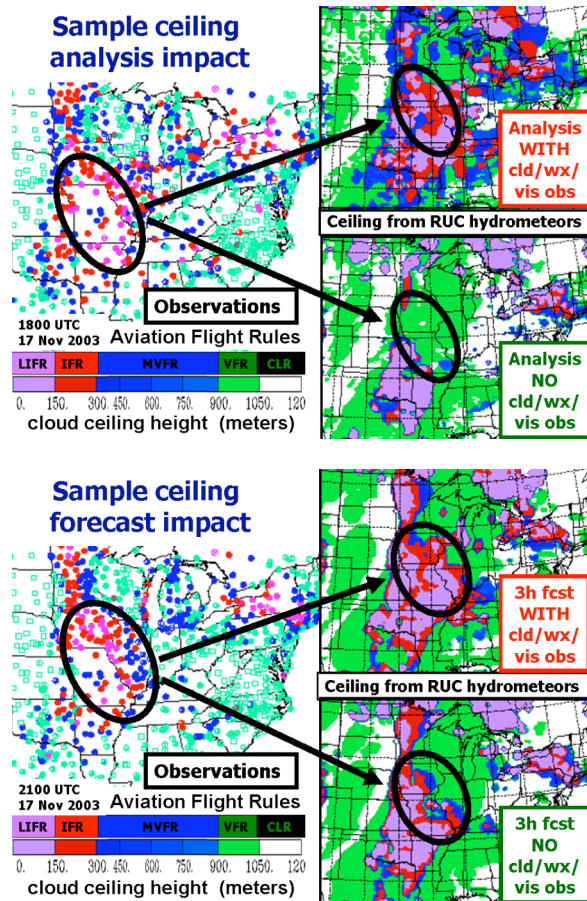 Sample ceiling
analysis impact
Analysis
WITH
cld/wx/
vis obs
Ceiling from RUC hydrometeors
Observations
1800 UTC
17 Nov 2003
Aviation Flight Rules
LIFR IFR MVFR VFR CLR
0. 150. 300. 450. 600. 750. 900. 1050. 120
cloud ceiling height (meters)
Analysis
NO
cld/wx/
vis obs
Sample ceiling
forecast impact
3h fcst
WITH
cld/wx/
vis obs
Ceiling from RUC hydrometeors
Observations
2100 UTC
17 Nov 2003
Aviation Flight Rules
LIFR IFR MVFR VFR CLR
0. 150. 300. 450. 600. 750. 900. 1050. 120
cloud ceiling height (meters)
3h fcst
NO
cld/wx/
vis obs